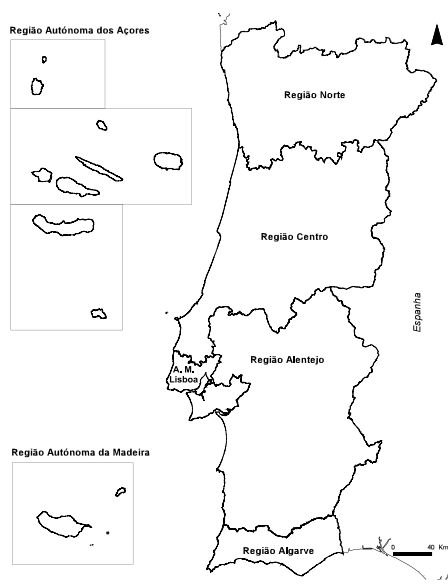 Região Autónoma dos Açores
Região Norte
Região Centro
Espanha
Região Alentejo
A. M.
Lisboa
Região Autónoma da Madeira
Região Algarve
0 40 Km